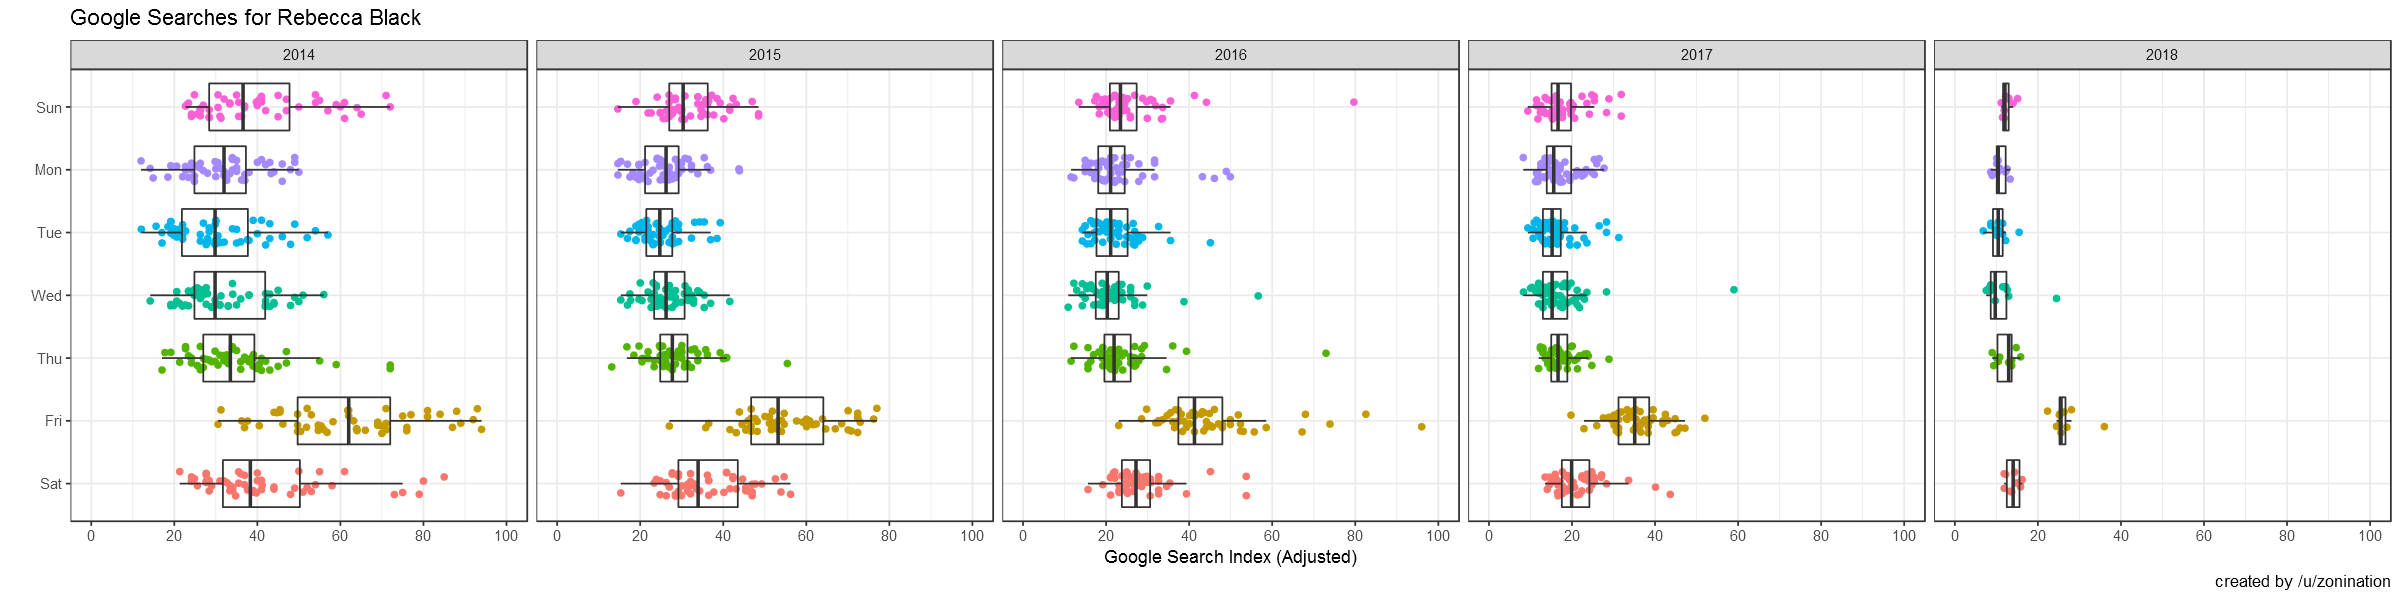 Google Searches for Rebecca Black
2014 2015 2016 2017 2018
Sun
Mon
Tue
Wed
Thu
Fri
Sat
0 20 40 60 80 100 0 20 40 60 80 100 0 20 40 60 80 100 0 20 40 60 80 100 0 20 40 60 80 100
Google Search Index (Adjusted)
created by /u/zonination